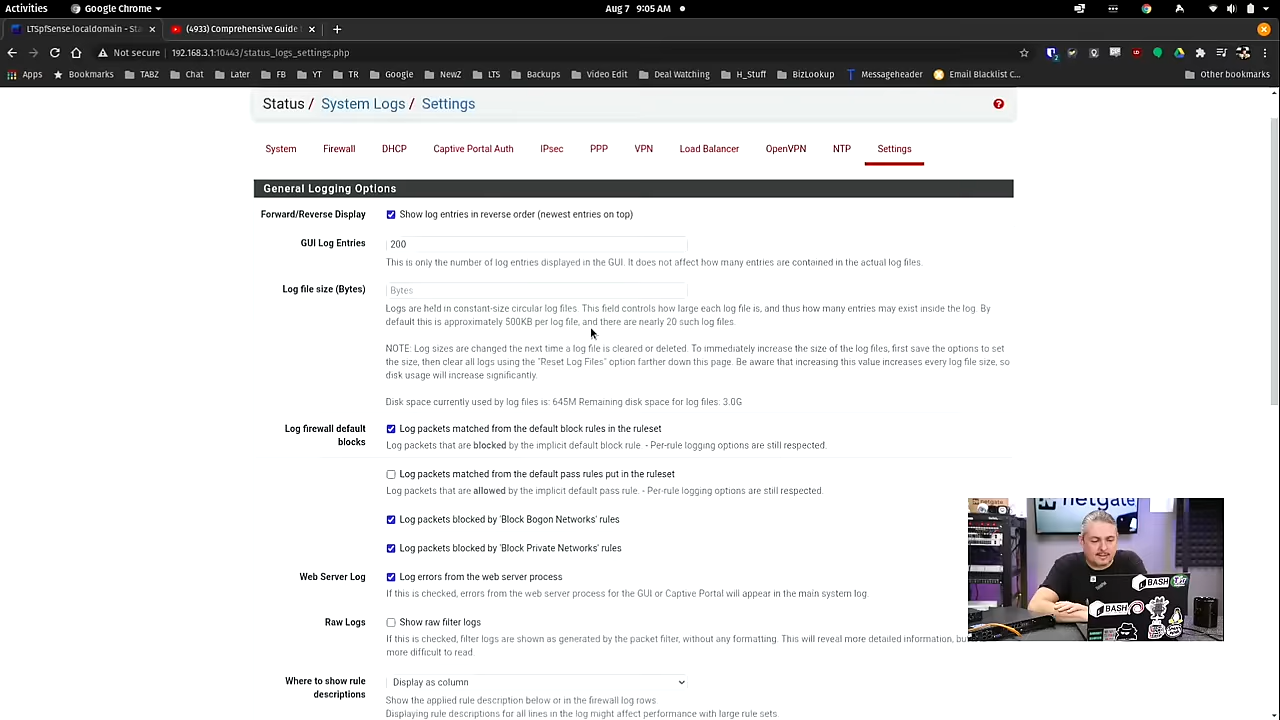 Activities
Google Chrome
Aug 7 9:05 AM
LTSpfSense.localdomain - Sta
(4933) Comprehensive Guide
Not secure
192.168.3.1:10443/status_logs_settings.php
Apps
Bookmarks
TABZ
Chat
Later
FB
YT
TR
Google
NewZ
LTS
Backups
Video Edit
Deal Watching
H_Stuff
BizLookup
Messageheader
Email Blacklist C...
Other bookmarks
Status / System Logs / Settings
System
Firewall
DHCP
Captive Portal Auth
IPsec
PPP
VPN
Load Balancer
OpenVPN
NTP
Settings
General Logging Options
Forward/Reverse Display
Show log entries in reverse order (newest entries on top)
GUI Log Entries
200
This is only the number of log entries displayed in the GUI. It does not affect how many entries are contained in the actual log files.
Log file size (Bytes)
Bytes
Logs are held in constant-size circular log files. This field controls how large each log file is, and thus how many entries may exist inside the log. By
default this is approximately 500KB per log file, and there are nearly 20 such log files.
NOTE: Log sizes are changed the next time a log file is cleared or deleted. To immediately increase the size of the log files, first save the options to set
the size, then clear all logs using the "Reset Log Files" option farther down this page. Be aware that increasing this value increases every log file size, so
disk usage will increase significantly.
Disk space currently used by log files is: 645M Remaining disk space for log files: 3.0G
Log firewall default
blocks
Log packets matched from the default block rules in the ruleset
Log packets that are blocked by the implicit default block rule. - Per-rule logging options are still respected.
Log packets matched from the default pass rules put in the ruleset
Log packets that are allowed by the implicit default pass rule. - Per-rule logging options are still respected.
Log packets blocked by 'Block Bogon Networks' rules
Log packets blocked by 'Block Private Networks' rules
Web Server Log
Log errors from the web server process
If this is checked, errors from the web server process for the GUI or Captive Portal will appear in the main system log.
Raw Logs
Show raw filter logs
If this is checked, filter logs are shown as generated by the packet filter, without any formatting. This will reveal more detailed information, bu
more difficult to read.
Where to show rule
descriptions
Display as column
Show the applied rule description below or in the firewall log rows
Displaying rule descriptions for all lines in the log might affect performance with large rule sets.
netgate
BASH
BASH